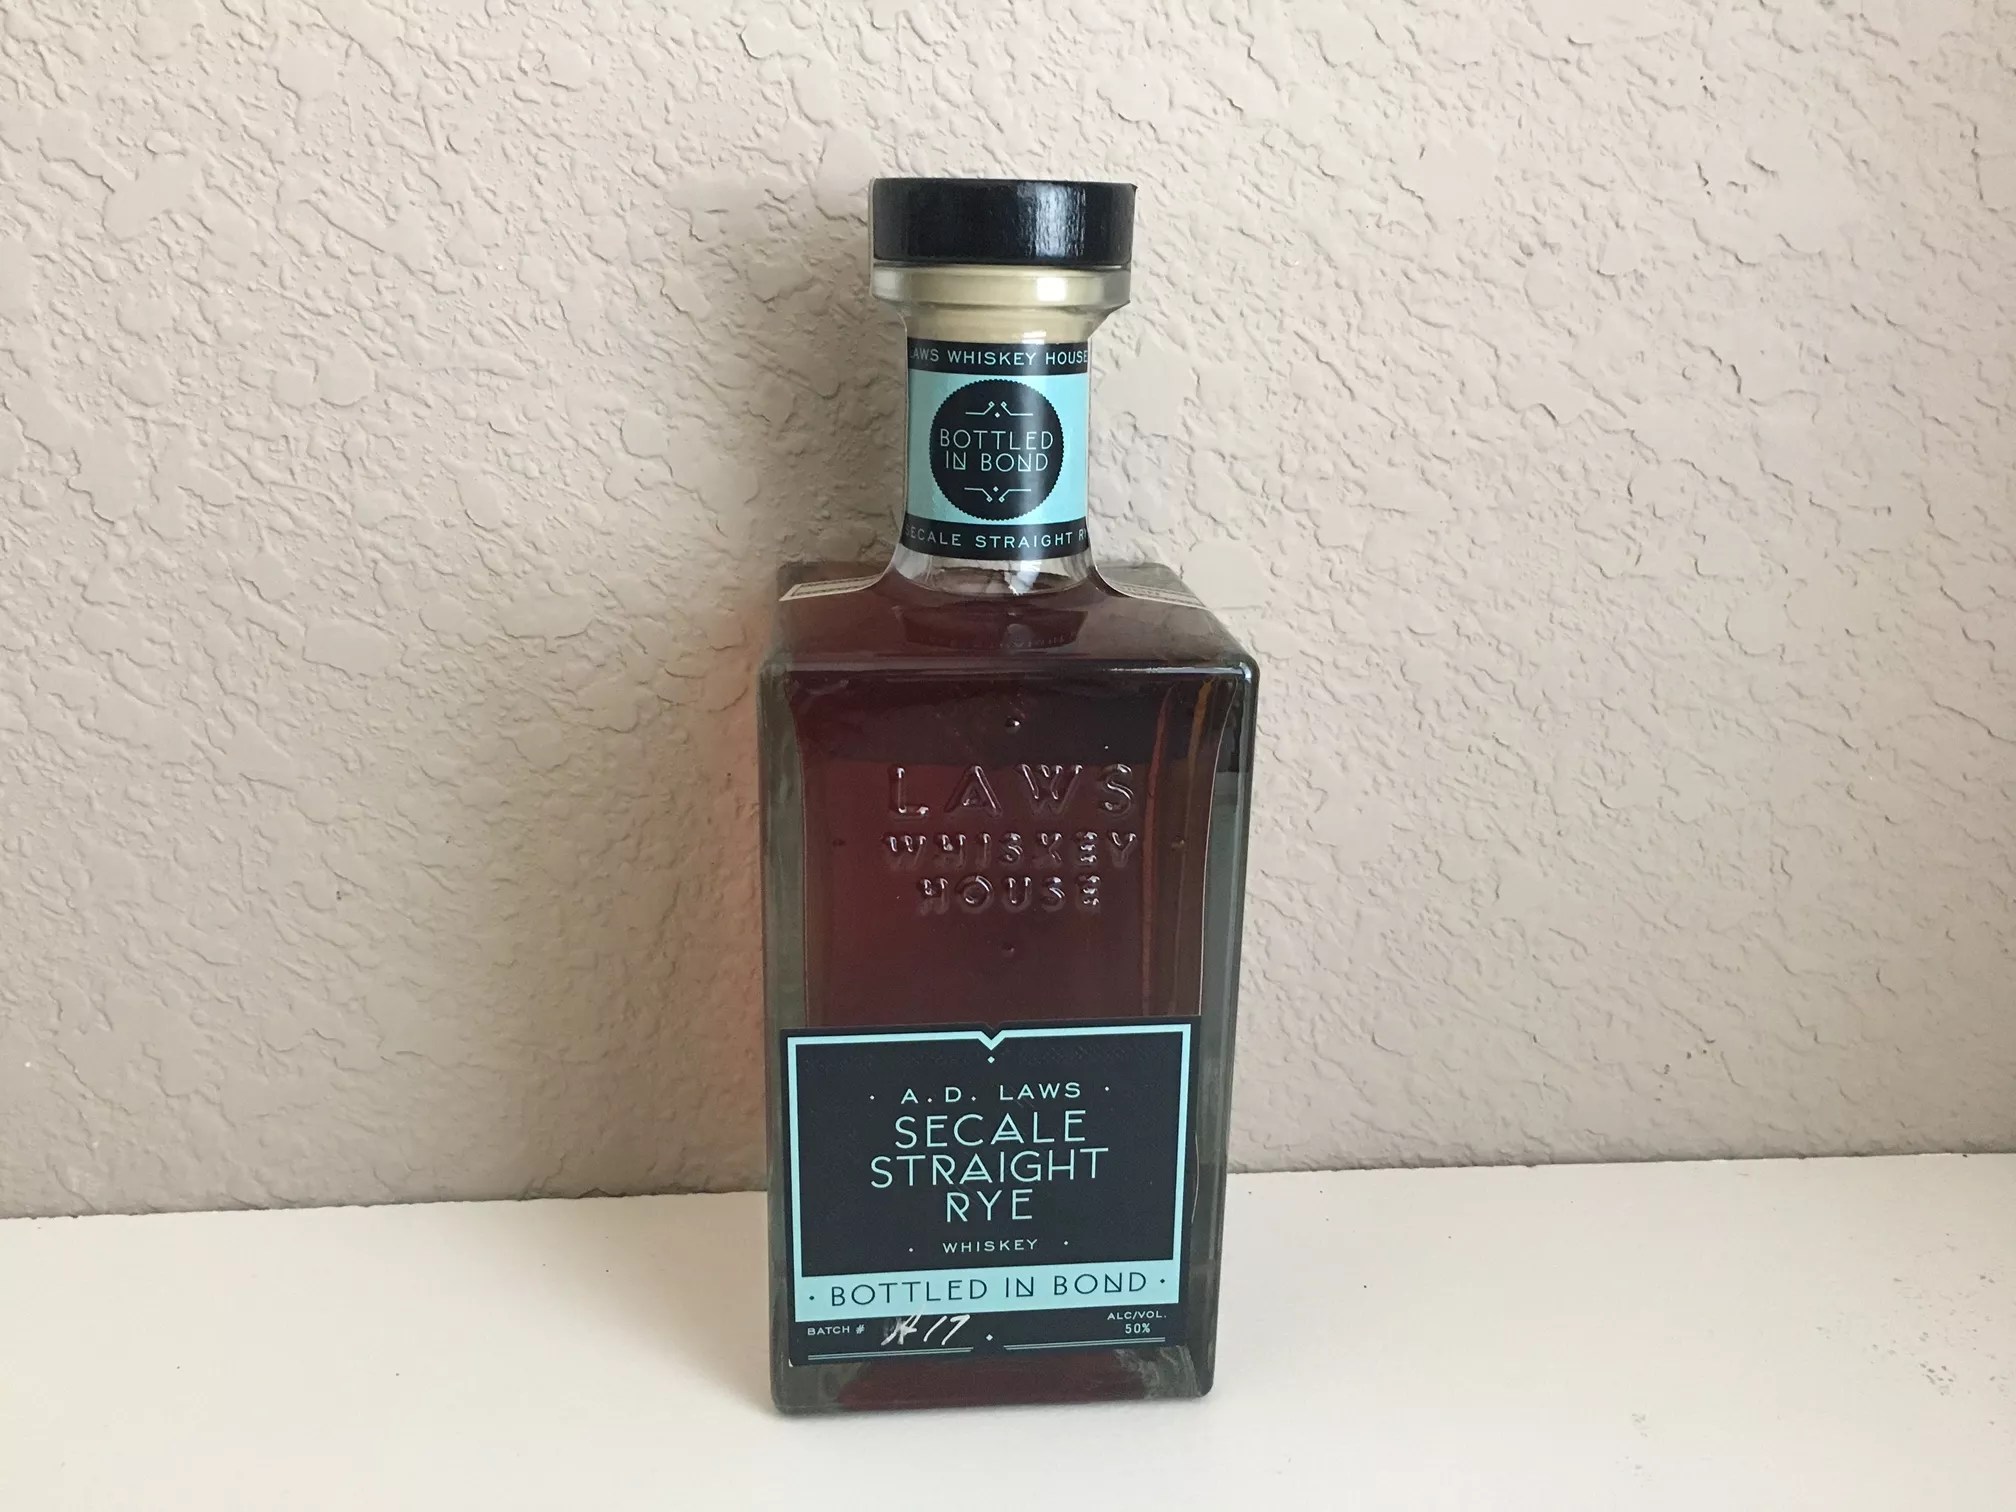 LAWS WHISKEY HOUSE
BOTTLED
IN BOND
SECALE STRAIGHT
LAWS
WHISKEY
HOUSE
· A.D. LAWS ·
SECALE
STRAIGHT
RYE
· WHISKEY ·
· BOTTLED IN BOND ·
BATCH # 17
ALC/VOL.
50%